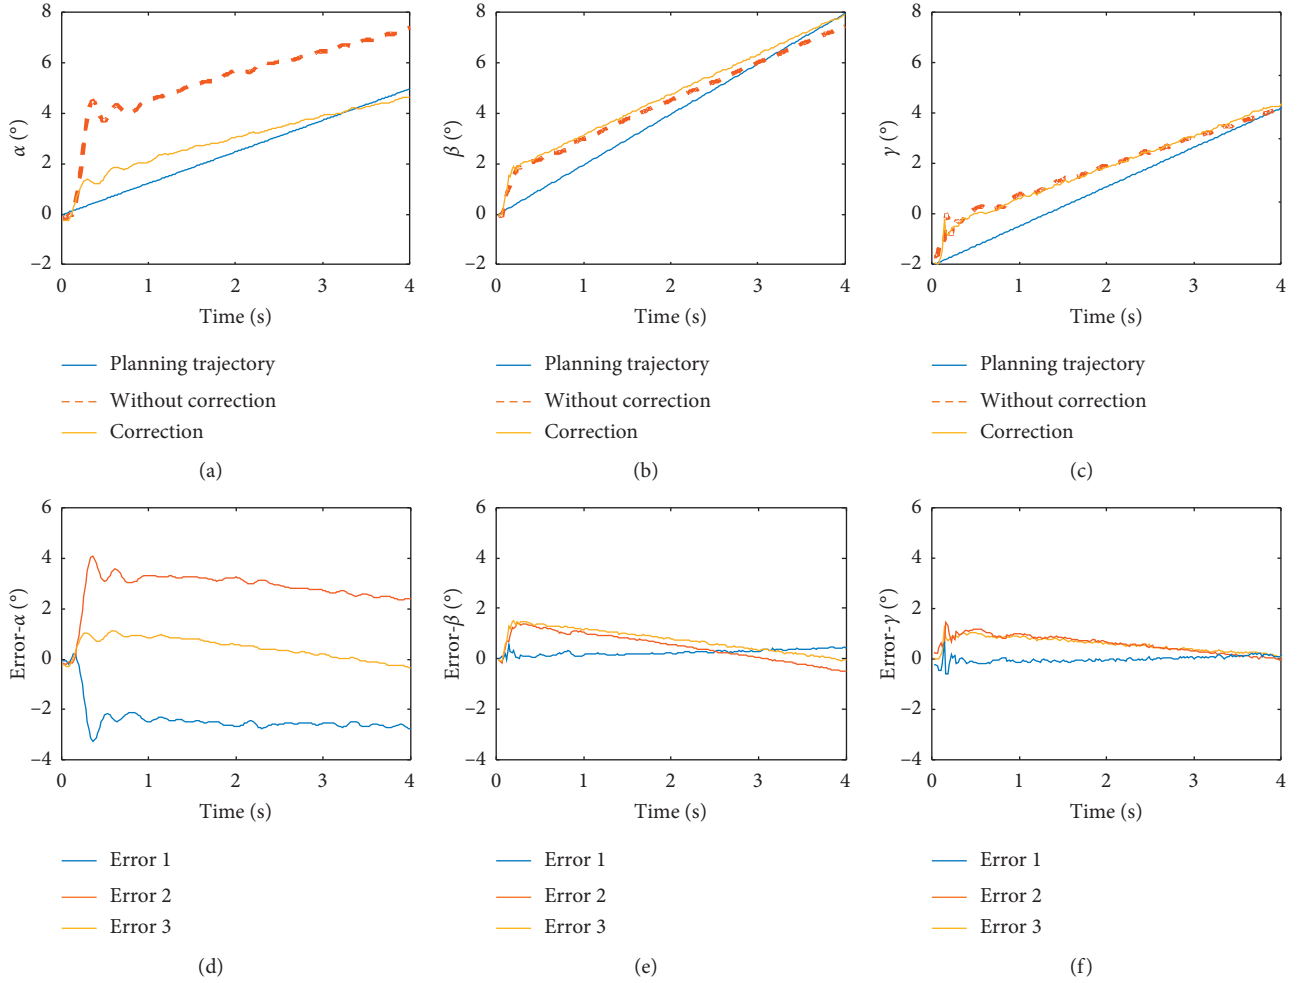 8
6
4
2
0
−2
α (°)
0 1 2 3 4
Time (s)
Planning trajectory
Without correction
Correction
(a)
8
6
4
2
0
−2
β (°)
0 1 2 3 4
Time (s)
Planning trajectory
Without correction
Correction
(b)
8
6
4
2
0
−2
γ (°)
0 1 2 3 4
Time (s)
Planning trajectory
Without correction
Correction
(c)
6
4
2
0
−2
−4
Error-α (°)
0 1 2 3 4
Time (s)
Error 1
Error 2
Error 3
(d)
6
4
2
0
−2
−4
Error-β (°)
0 1 2 3 4
Time (s)
Error 1
Error 2
Error 3
(e)
6
4
2
0
−2
−4
Error-γ (°)
0 1 2 3 4
Time (s)
Error 1
Error 2
Error 3
(f)